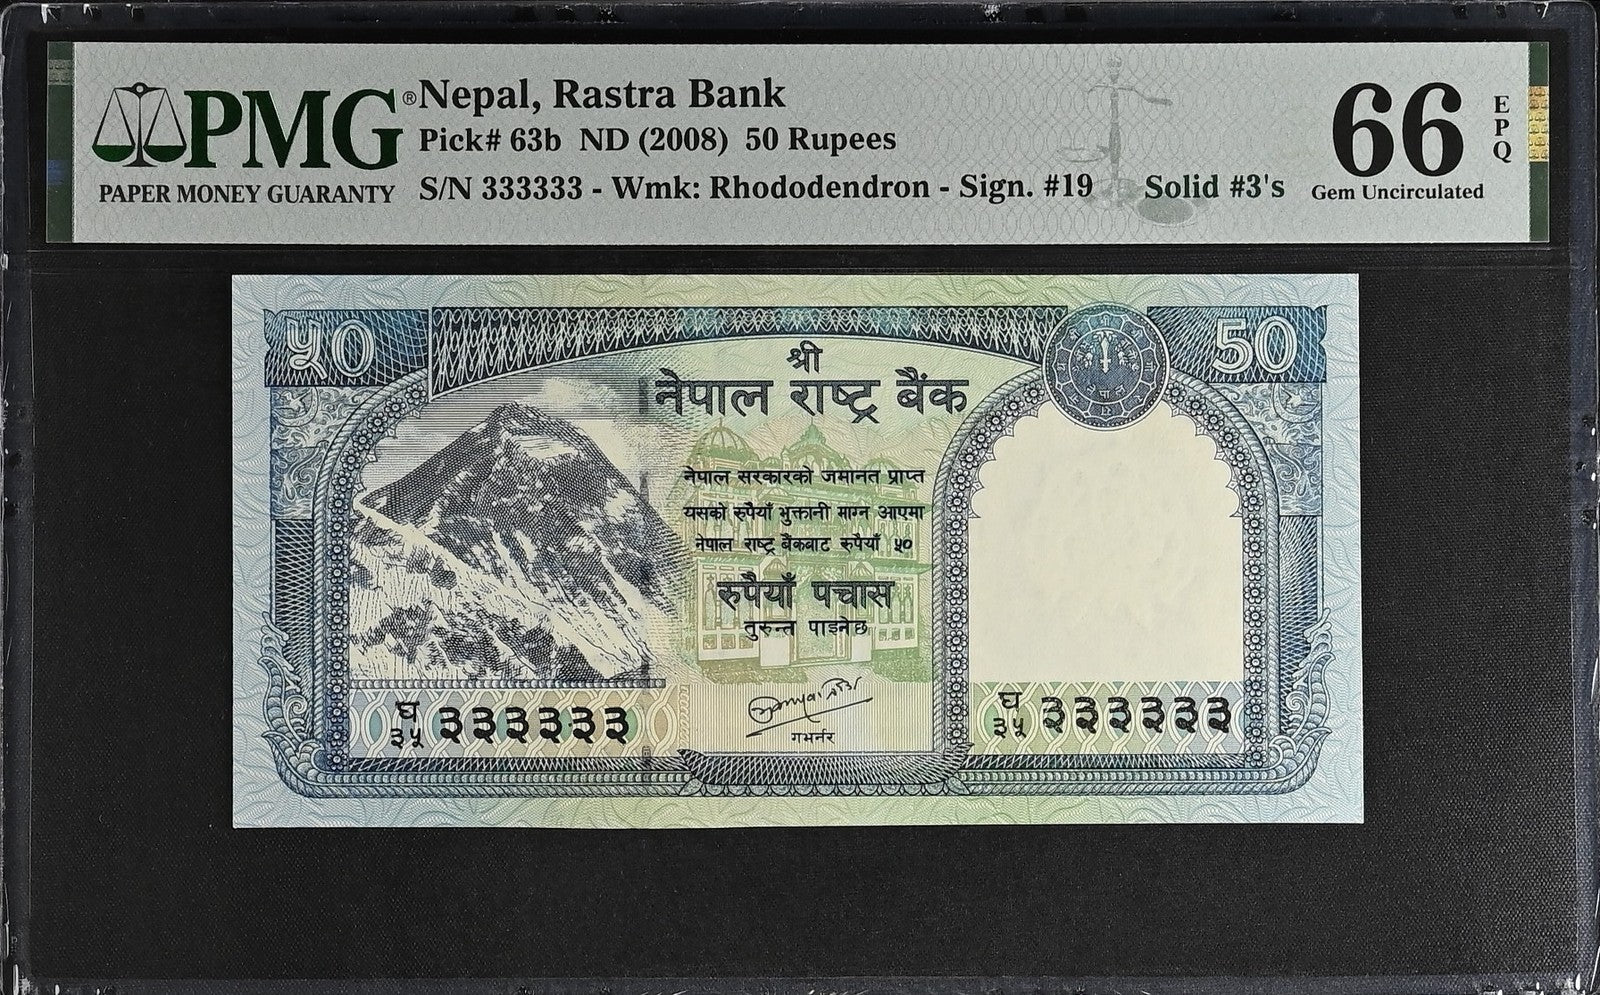 PMG® Nepal, Rastra Bank
Pick# 63b ND (2008) 50 Rupees
PAPER MONEY GUARANTY S/N 333333 - Wmk: Rhododendron - Sign. #19 Solid #3's
66 EPQ
Gem Uncirculated
५० 50
श्री
नेपाल राष्ट्र बैंक
नेपाल सरकारको जमानत प्राप्त
यसको रुपैयाँ भुक्तानी माग्न आएमा
नेपाल राष्ट्र बैंकबाट रुपैयाँ ५०
रुपैयाँ पचास
तुरुन्त पाइनेछ
घ ३५ ३३३३३३
गभर्नर
घ ३५ ३३३३३३